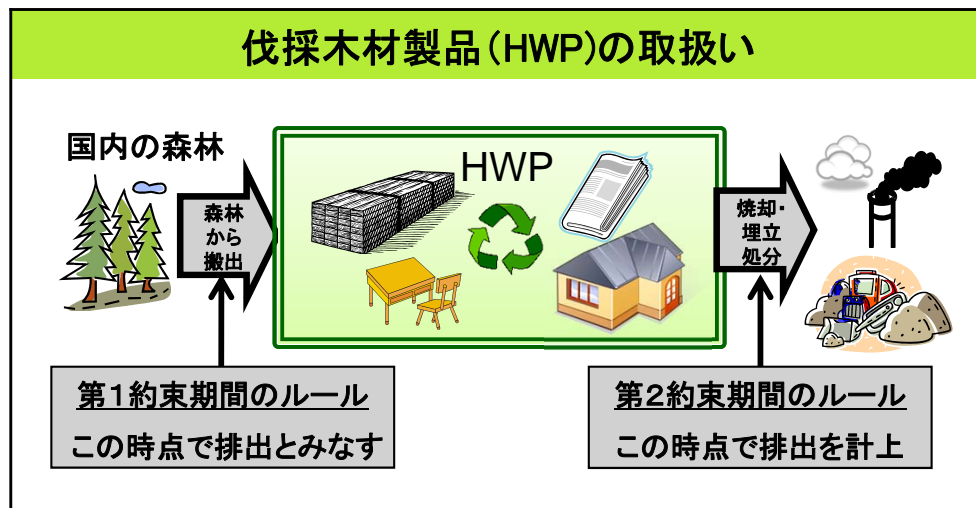 伐採木材製品(HWP)の取扱い
国内の森林
森林
から
搬出
HWP
焼却・
埋立
処分
第1約束期間のルール
この時点で排出とみなす
第2約束期間のルール
この時点で排出を計上